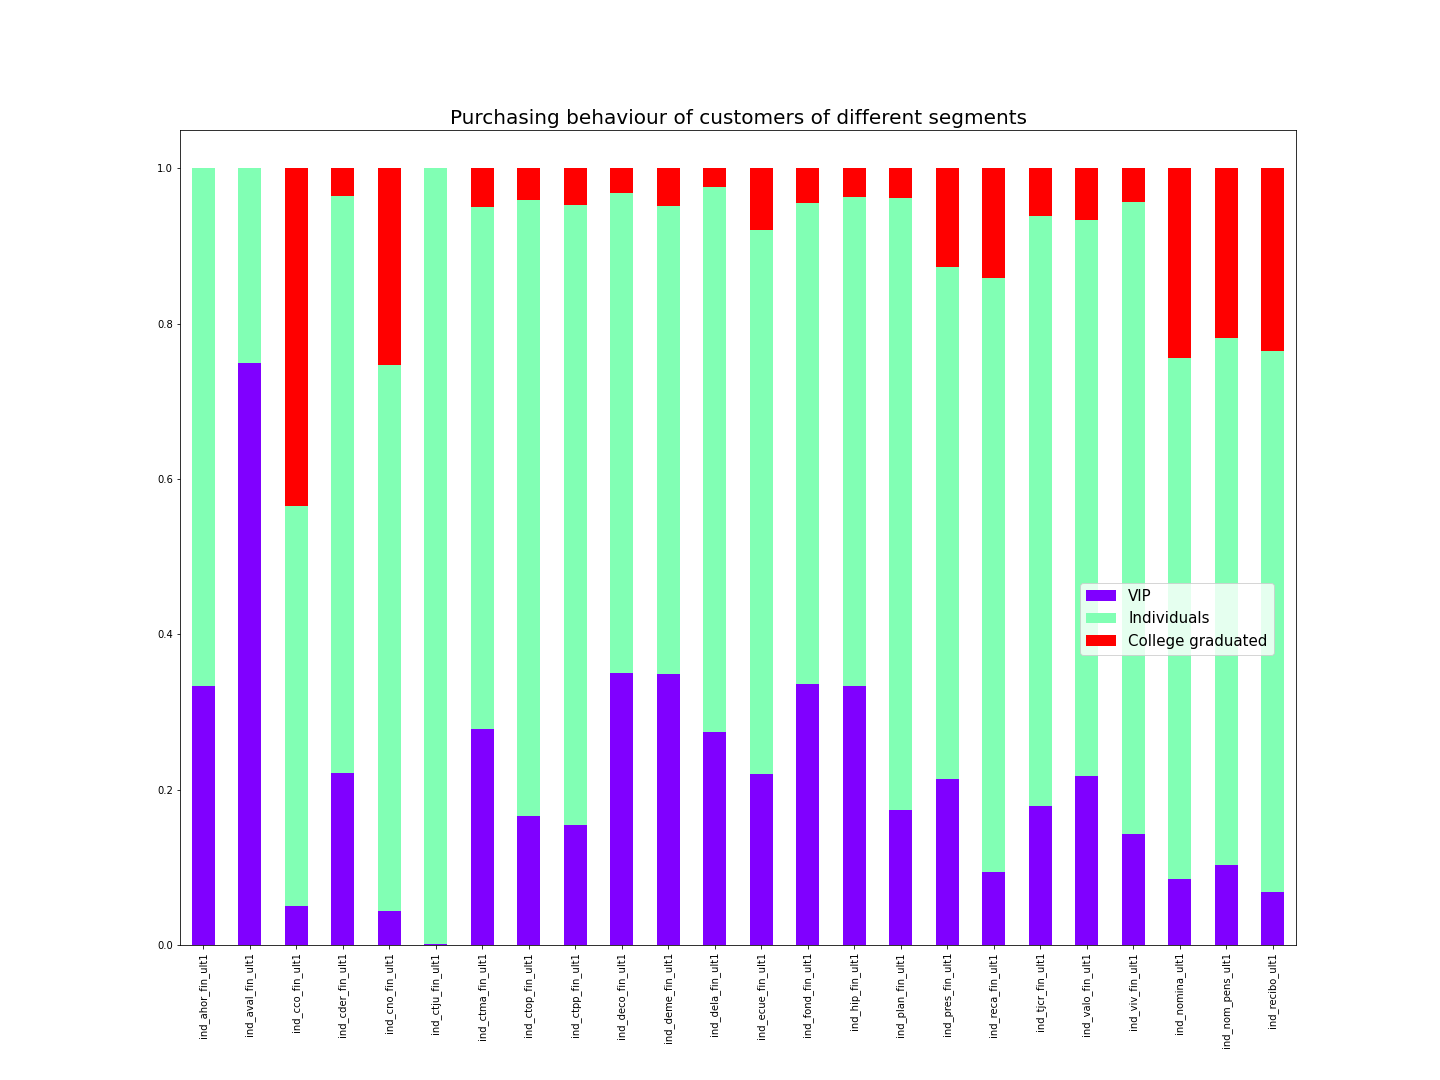 Purchasing behaviour of customers of different segments
1.0
0.8
0.6
0.4
0.2
0.0
VIP
Individuals
College graduated
ind_ahor_fin_ult1
ind_aval_fin_ult1
ind_cco_fin_ult1
ind_cder_fin_ult1
ind_cno_fin_ult1
ind_ctju_fin_ult1
ind_ctma_fin_ult1
ind_ctop_fin_ult1
ind_ctpp_fin_ult1
ind_deco_fin_ult1
ind_deme_fin_ult1
ind_dela_fin_ult1
ind_ecue_fin_ult1
ind_fond_fin_ult1
ind_hip_fin_ult1
ind_plan_fin_ult1
ind_pres_fin_ult1
ind_reca_fin_ult1
ind_tjcr_fin_ult1
ind_valo_fin_ult1
ind_viv_fin_ult1
ind_nomina_ult1
ind_nom_pens_ult1
ind_recibo_ult1